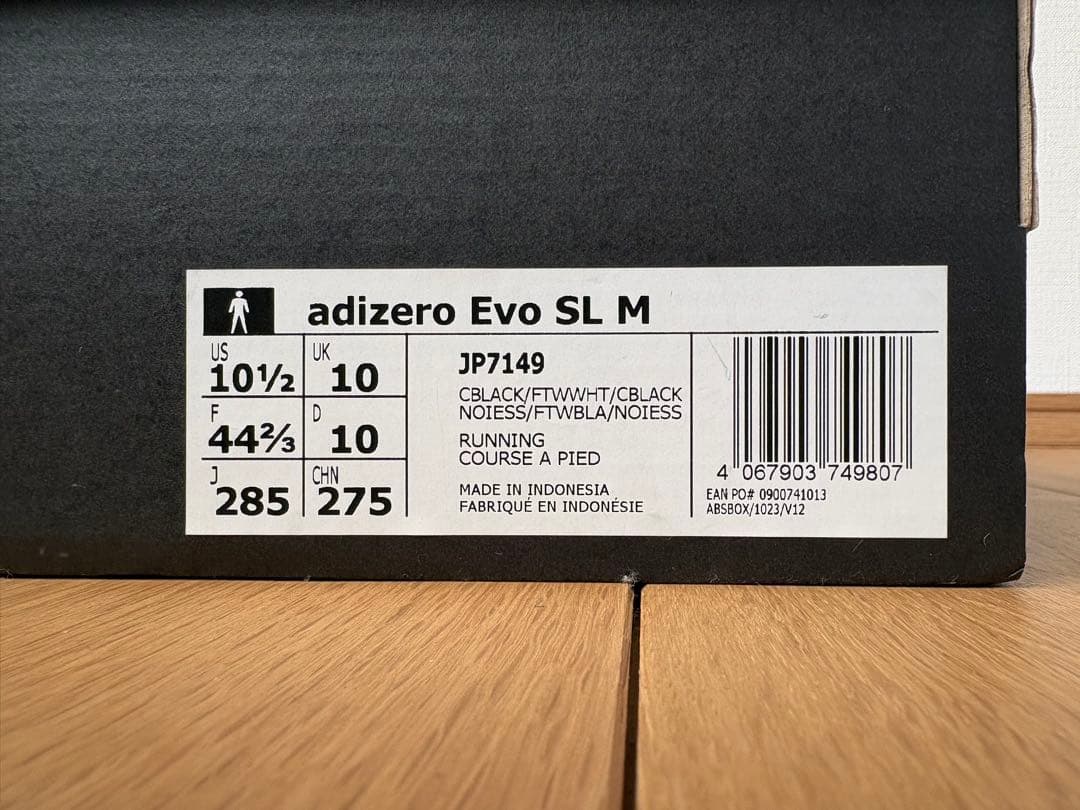 adizero Evo SL M
US
10½
UK
10
F
44⅔
D
10
J
285
CHN
275
JP7149
CBLACK/FTWWHT/CBLACK
NOIESS/FTWBLA/NOIESS
RUNNING
COURSE A PIED
MADE IN INDONESIA
FABRIQUÉ EN INDONÉSIE
4 067903 749807
EAN PO# 0900741013
ABSBOX/1023/V12